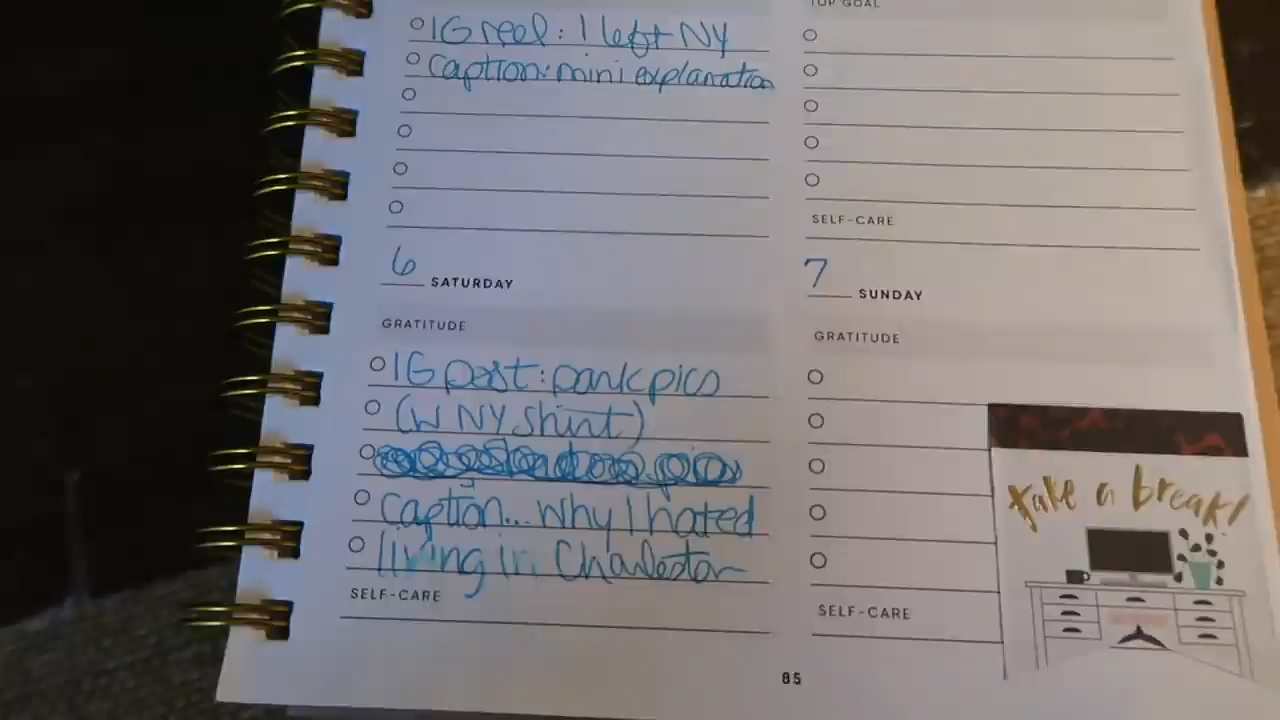 IG reel: I left NY
Caption: mini explanation
TOP GOAL
SELF-CARE
6 SATURDAY
GRATITUDE
IG post: park pics
(w NY shirt)
caption... why I hated
living in Charleston
SELF-CARE
7 SUNDAY
GRATITUDE
take a break!
SELF-CARE
85